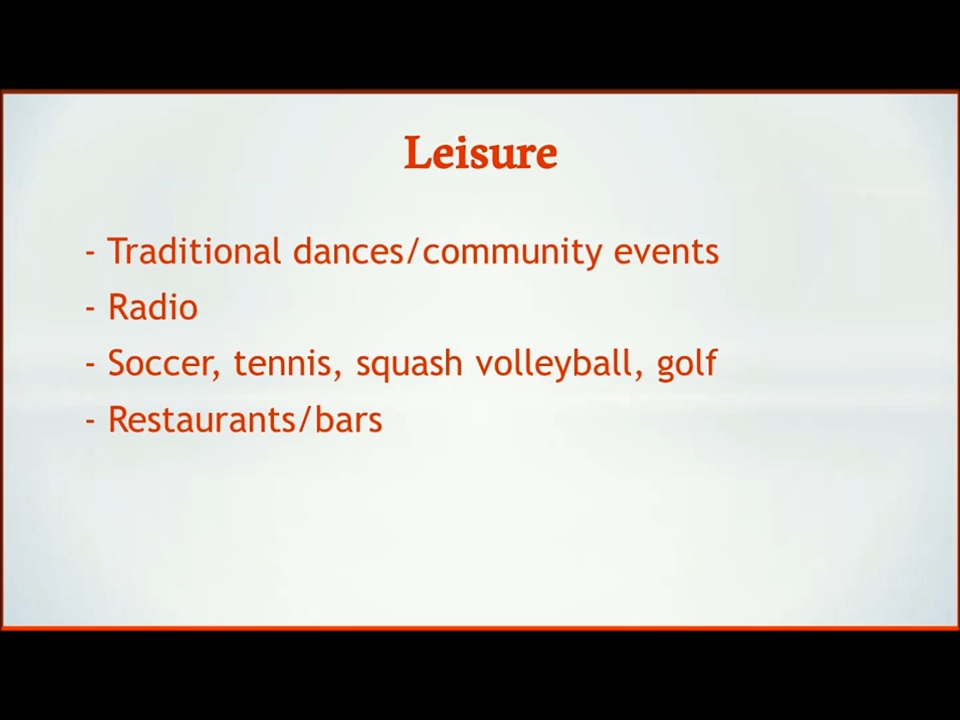 Leisure
- Traditional dances/community events
- Radio
- Soccer, tennis, squash volleyball, golf
- Restaurants/bars